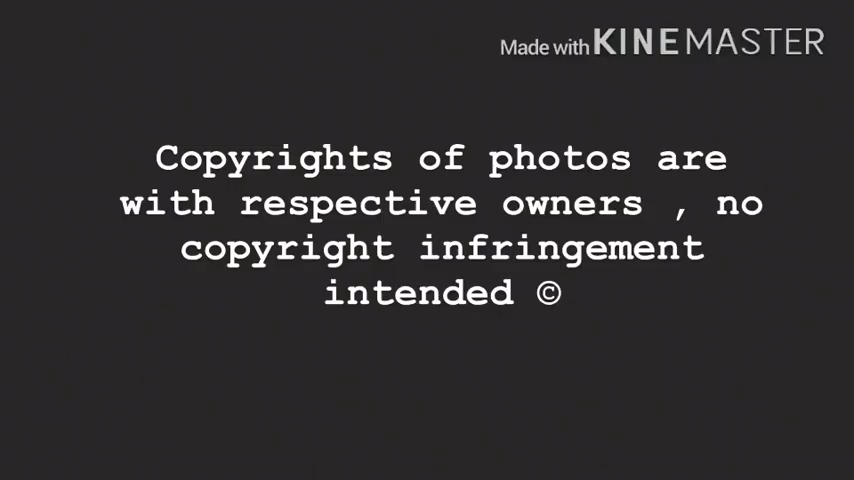 Made with KINEMASTER
Copyrights of photos are
with respective owners , no
copyright infringement
intended ©